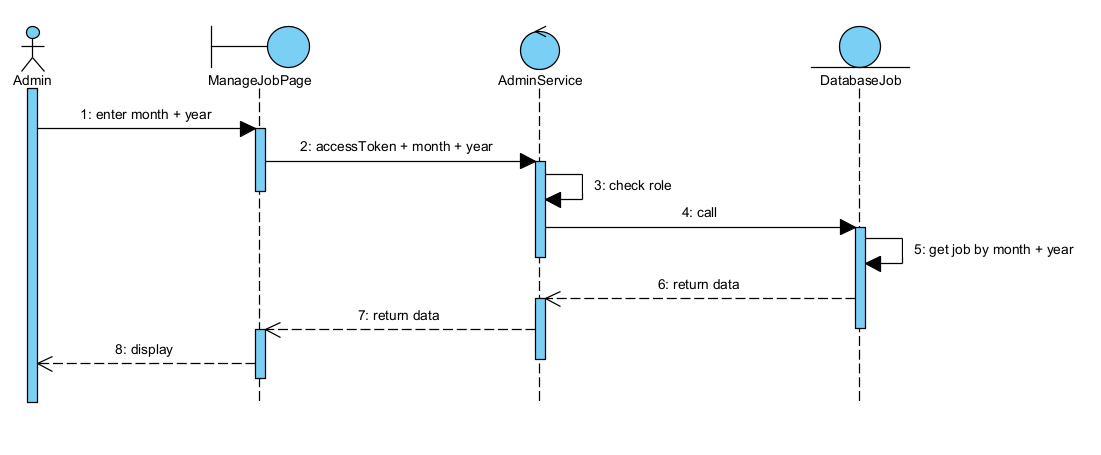 Admin
ManageJobPage
AdminService
DatabaseJob
1: enter month + year
2: accessToken + month + year
3: check role
4: call
5: get job by month + year
6: return data
7: return data
8: display